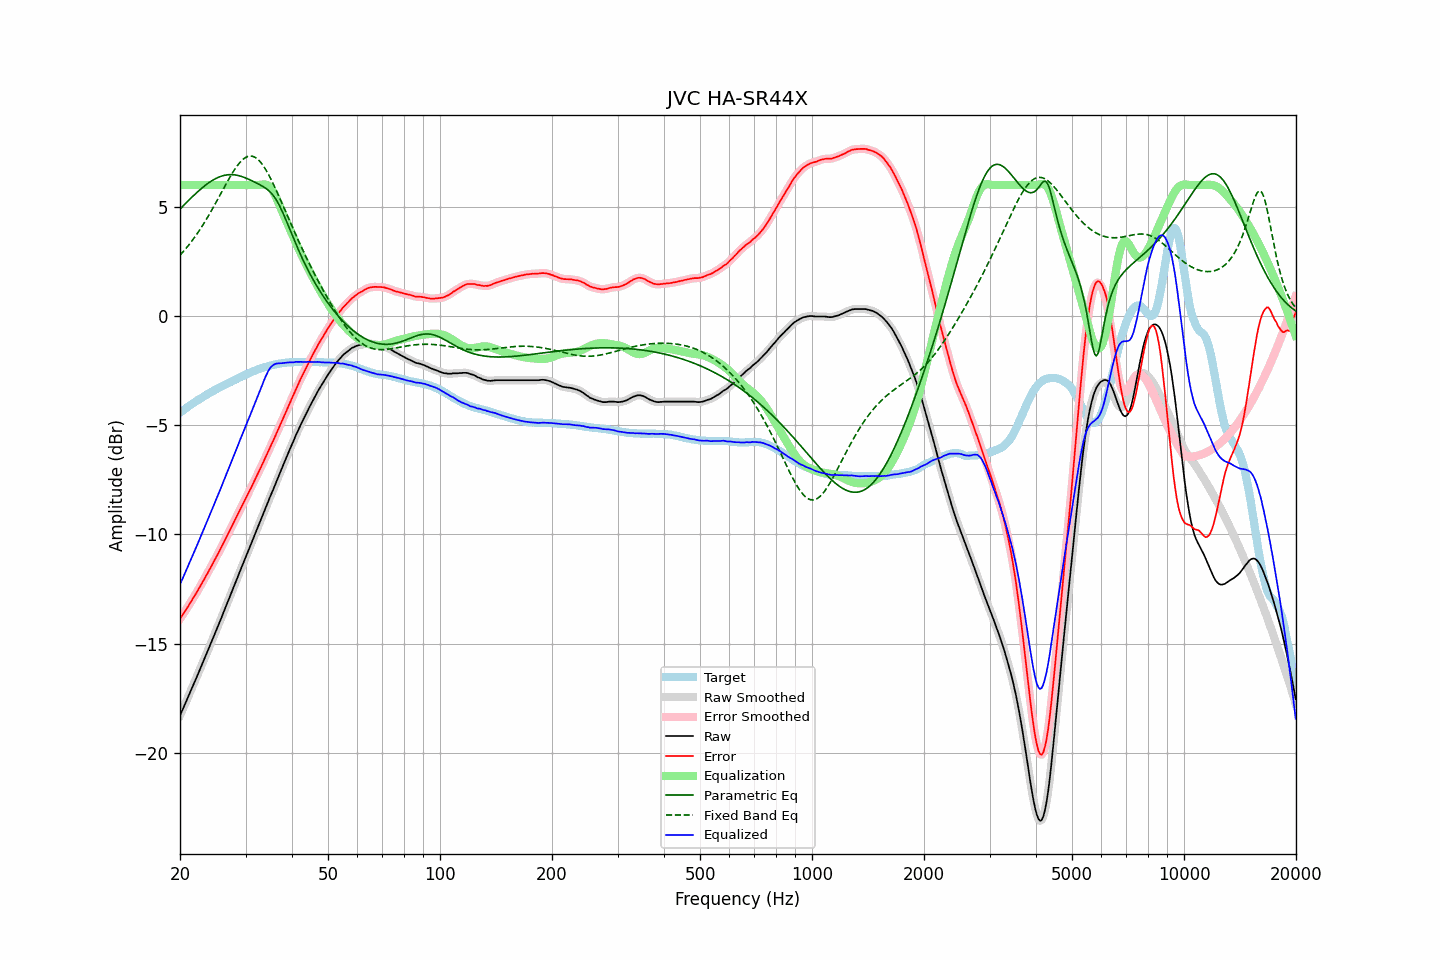 JVC HA-SR44X
Amplitude (dBr)
5
0
−5
−10
−15
−20
Target
Raw Smoothed
Error Smoothed
Raw
Error
Equalization
Parametric Eq
Fixed Band Eq
Equalized
20 50 100 200 500 1000 2000 5000 10000 20000
Frequency (Hz)